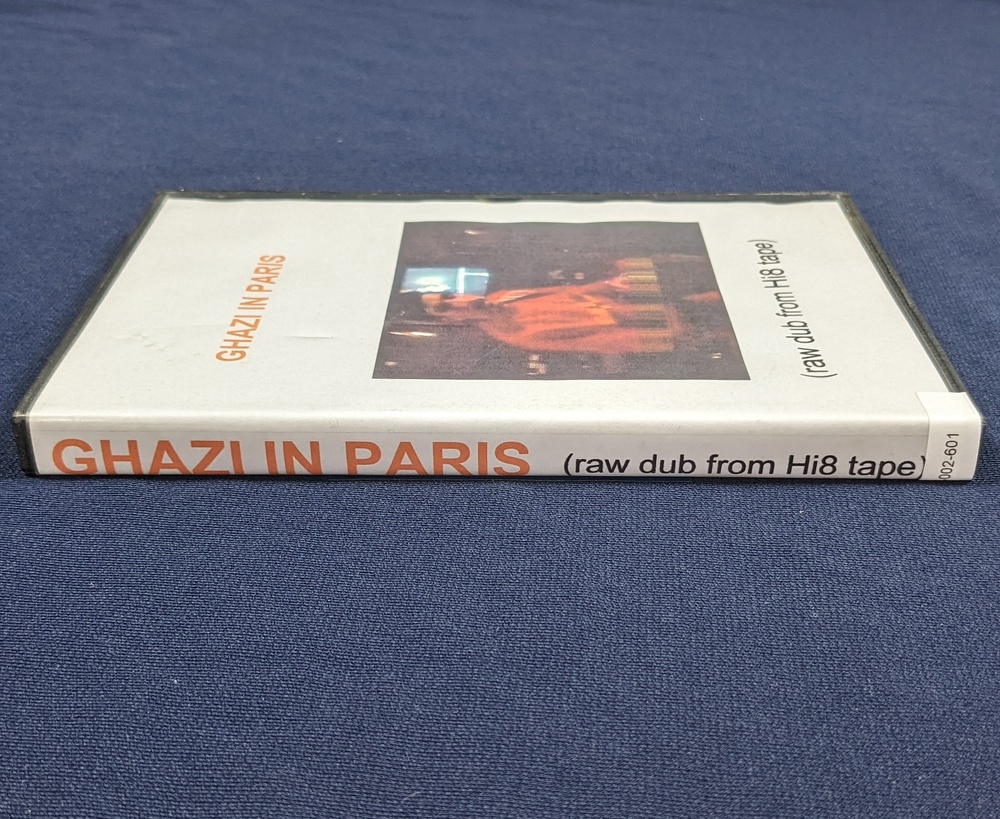 GHAZI IN PARIS
(raw dub from Hi8 tape)
GHAZI IN PARIS (raw dub from Hi8 tape)
002-601